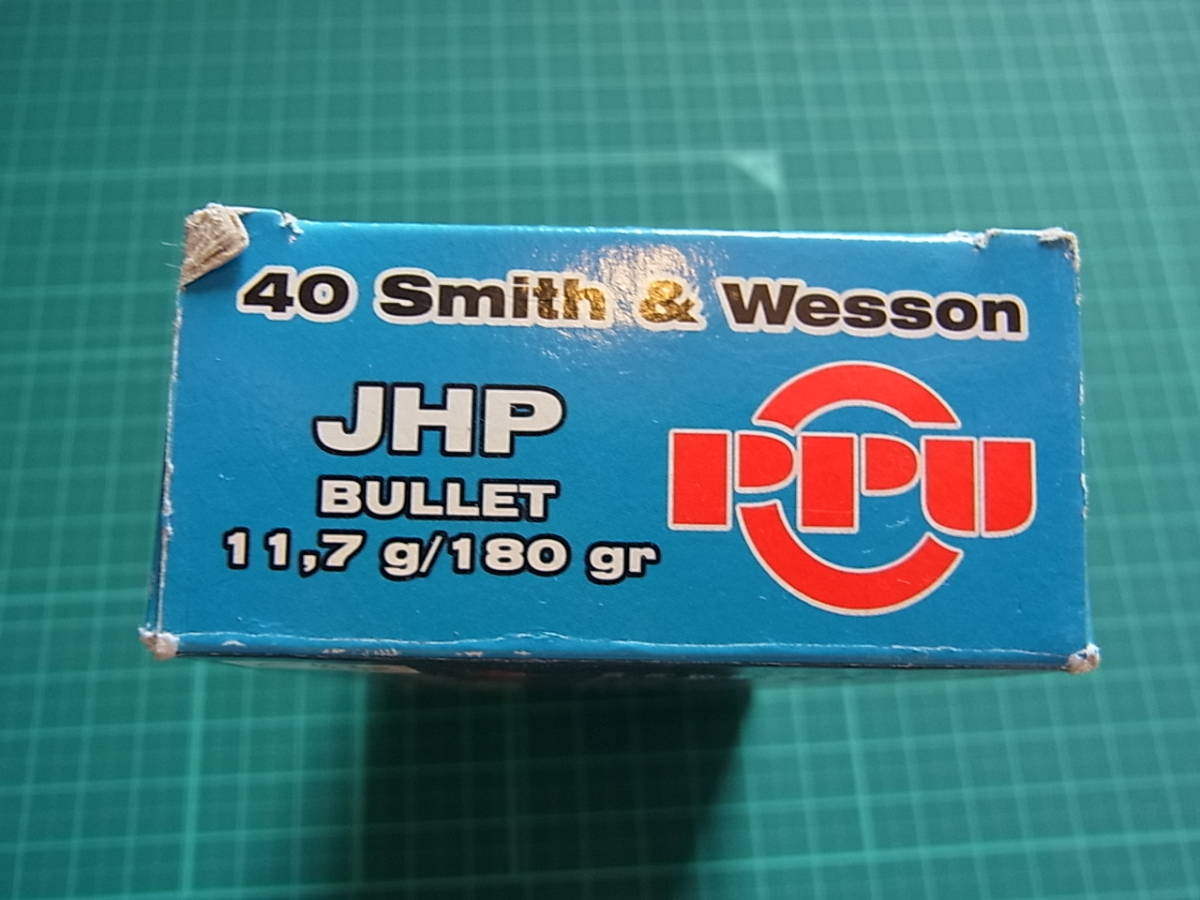 40 Smith & Wesson
JHP
BULLET
11,7 g/180 gr
PPU